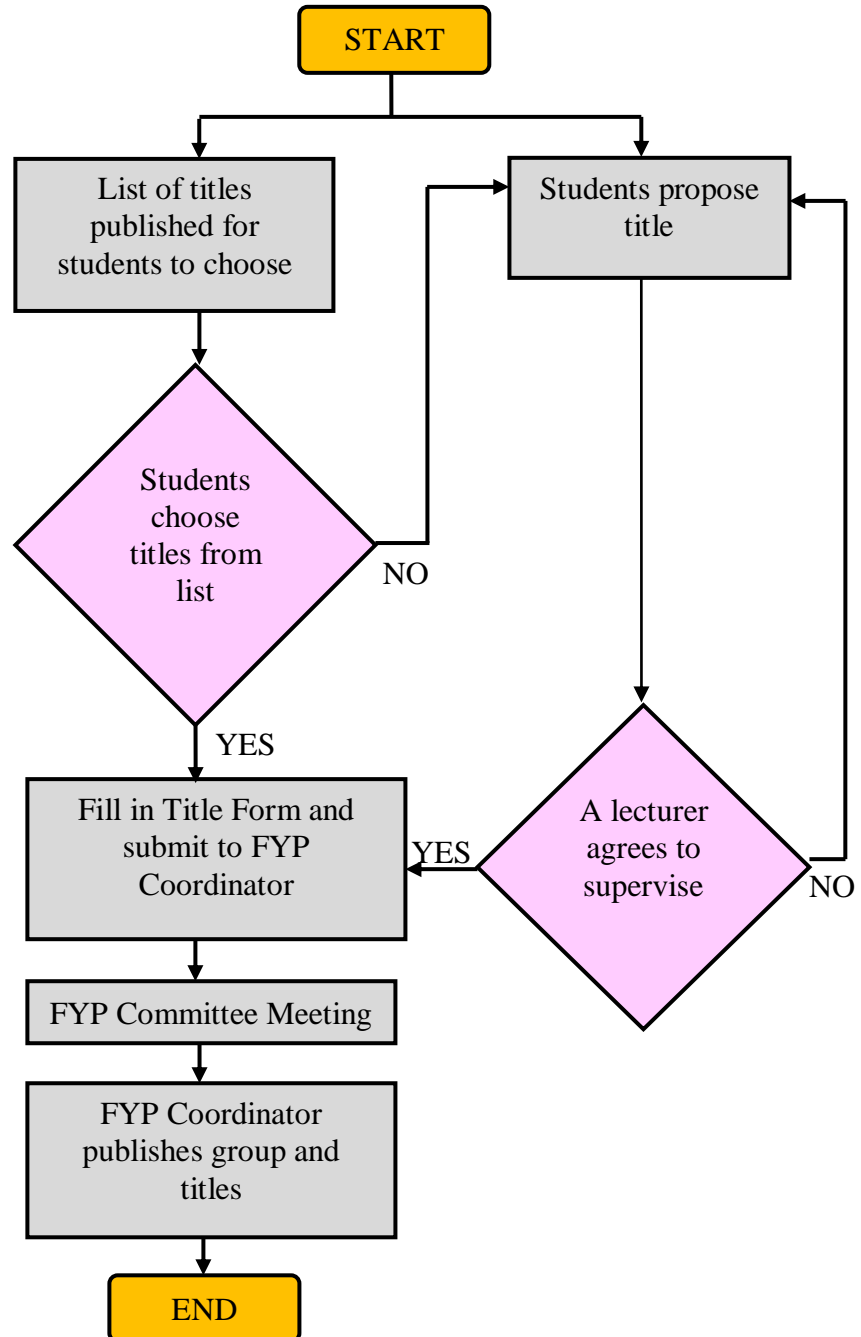 START
List of titles
published for
students to choose
Students propose
title
Students
choose
titles from
list
NO
YES
Fill in Title Form and
submit to FYP
Coordinator
YES
A lecturer
agrees to
supervise
NO
FYP Committee Meeting
FYP Coordinator
publishes group and
titles
END